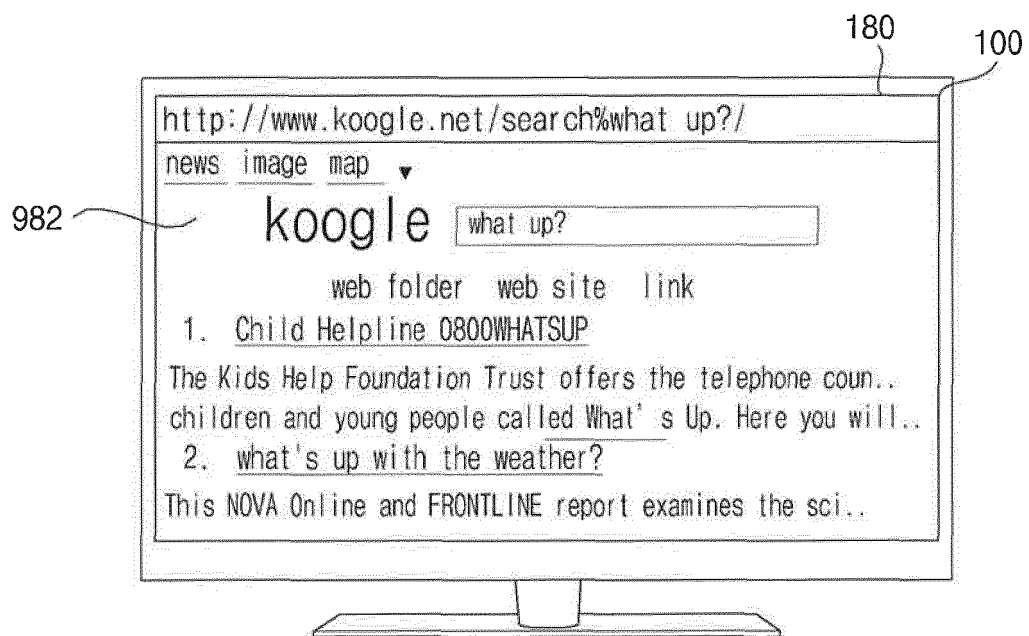 180
100
http://www.koogle.net/search%what up?/
news image map ▼
982
koogle what up?
web folder web site link
1. Child Helpline 0800WHATSUP
The Kids Help Foundation Trust offers the telephone coun..
children and young people called What's Up. Here you will..
2. what's up with the weather?
This NOVA Online and FRONTLINE report examines the sci..